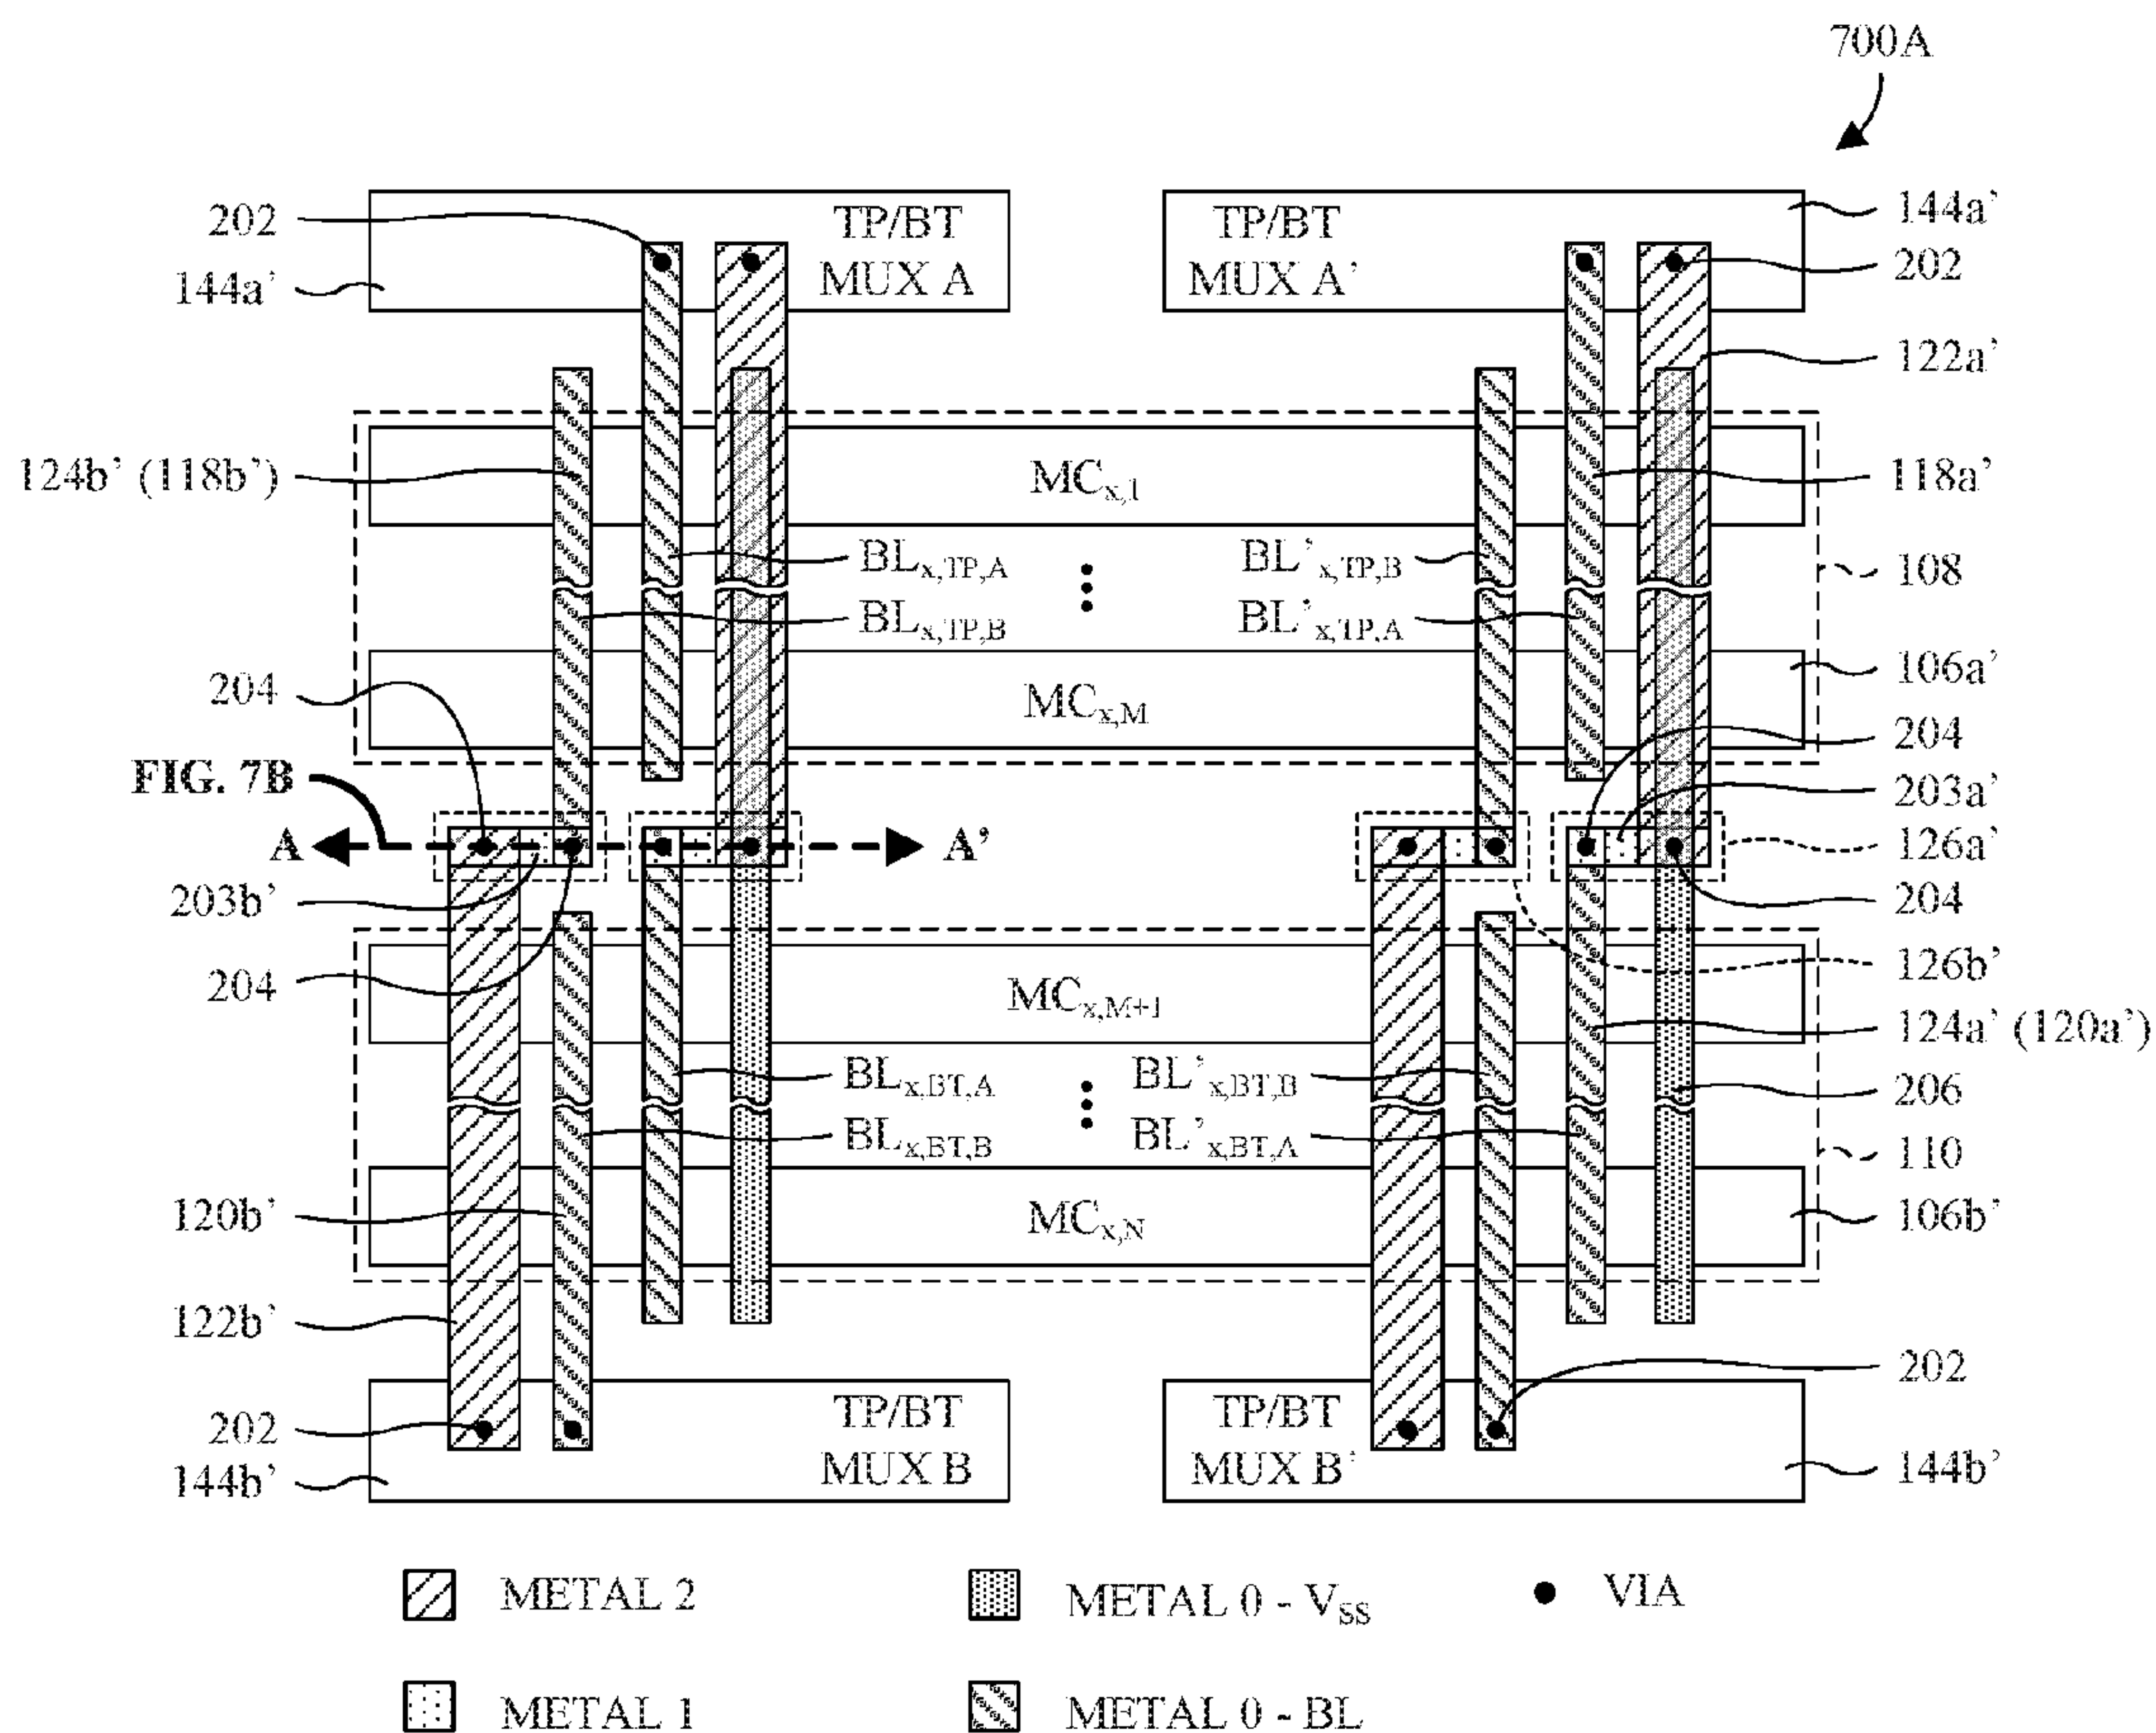 700A
202
TP/BT
MUX A
TP/BT
MUX A’
144a’
144a’
202
122a’
124b’ (118b’)
MCx,1
118a’
BLx,TP,A
BL’x,TP,B
108
BLx,TP,B
BL’x,TP,A
204
MCx,M
106a’
204
FIG. 7B
203a’
A
A’
126a’
203b’
204
204
MCx,M+1
126b’
124a’ (120a’)
BLx,BT,A
BL’x,BT,B
206
BLx,BT,B
BL’x,BT,A
110
120b’
MCx,N
106b’
122b’
202
202
TP/BT
MUX B
TP/BT
MUX B’
144b’
144b’
METAL 2
METAL 0 - VSS
VIA
METAL 1
METAL 0 - BL